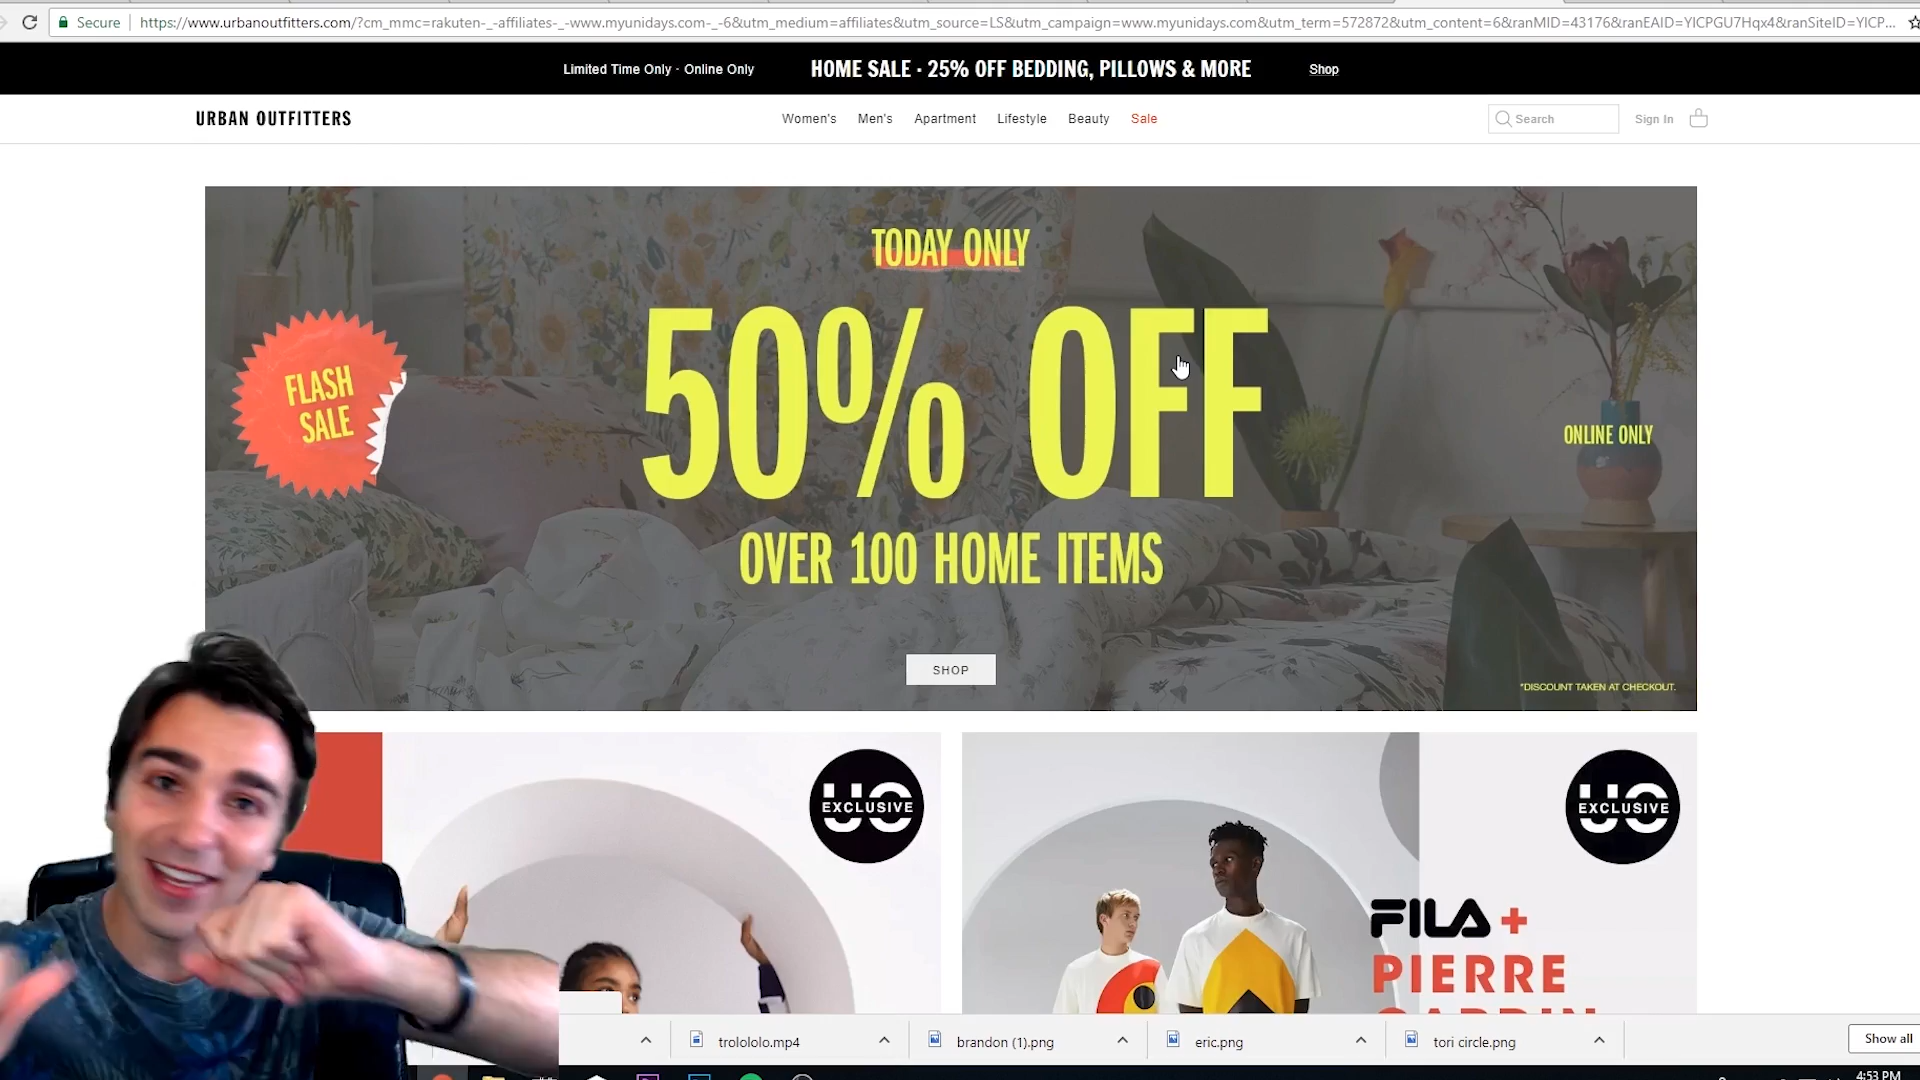 Secure https://www.urbanoutfitters.com/?cm_mmc=rakuten-_-affiliates-_-www.myunidays.com-_-6&utm_medium=affiliates&utm_source=LS&utm_campaign=www.myunidays.com&utm_term=572872&utm_content=6&ranMID=43176&ranEAID=YICPGU7Hqx4&ranSiteID=YICP...
Limited Time Only · Online Only HOME SALE · 25% OFF BEDDING, PILLOWS & MORE Shop
URBAN OUTFITTERS Women's Men's Apartment Lifestyle Beauty Sale Search Sign In
TODAY ONLY
50% OFF
FLASH
SALE
ONLINE ONLY
OVER 100 HOME ITEMS
SHOP
*DISCOUNT TAKEN AT CHECKOUT.
UO
EXCLUSIVE
UO
EXCLUSIVE
FILA +
PIERRE
CARDIN
trolololo.mp4 brandon (1).png eric.png tori circle.png Show all
4:53 PM